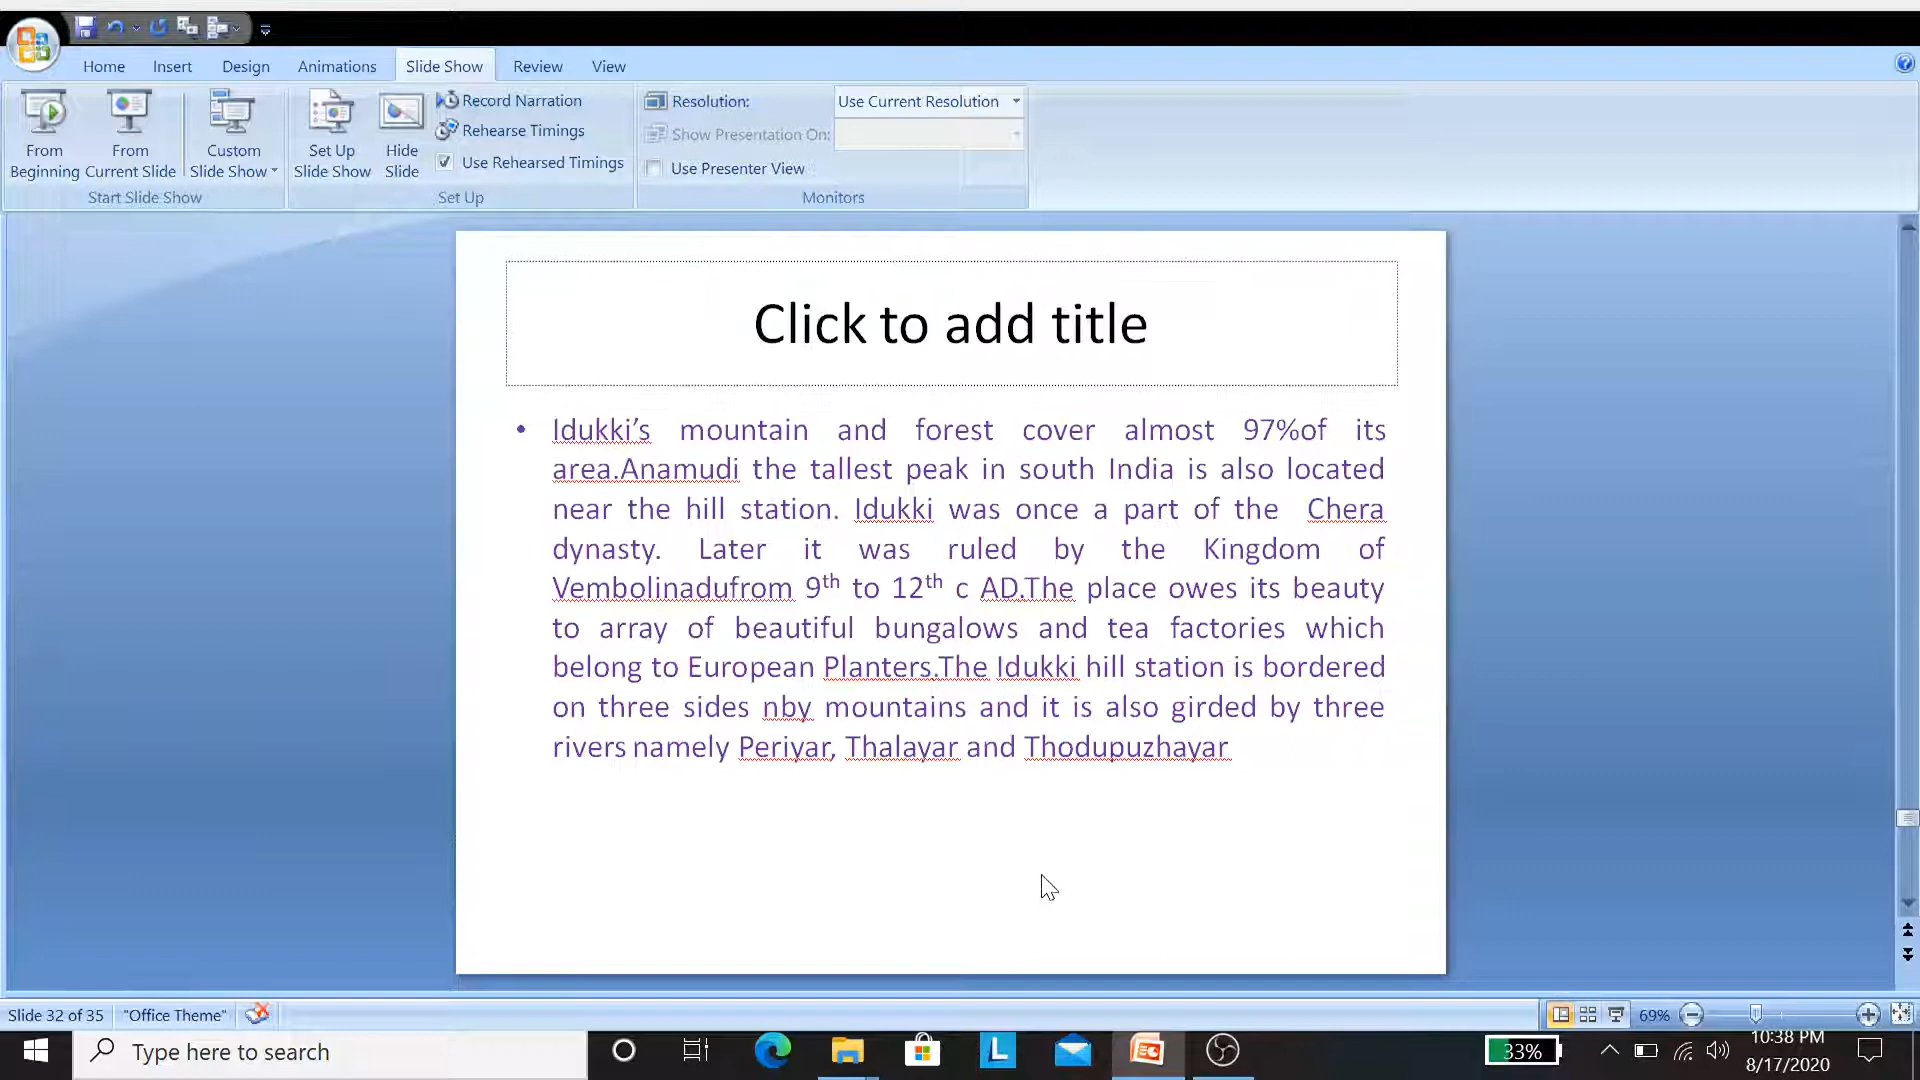 Home Insert Design Animations Slide Show Review View
From Beginning
From Current Slide
Custom Slide Show
Start Slide Show
Set Up Slide Show
Hide Slide
Record Narration
Rehearse Timings
Use Rehearsed Timings
Set Up
Resolution: Use Current Resolution
Show Presentation On:
Use Presenter View
Monitors
Click to add title
• Idukki’s mountain and forest cover almost 97%of its
area.Anamudi the tallest peak in south India is also located
near the hill station. Idukki was once a part of the Chera
dynasty. Later it was ruled by the Kingdom of
Vembolinadufrom 9th to 12th c AD.The place owes its beauty
to array of beautiful bungalows and tea factories which
belong to European Planters.The Idukki hill station is bordered
on three sides nby mountains and it is also girded by three
rivers namely Periyar, Thalayar and Thodupuzhayar
Slide 32 of 35 "Office Theme" 69%
Type here to search
33%
10:38 PM
8/17/2020